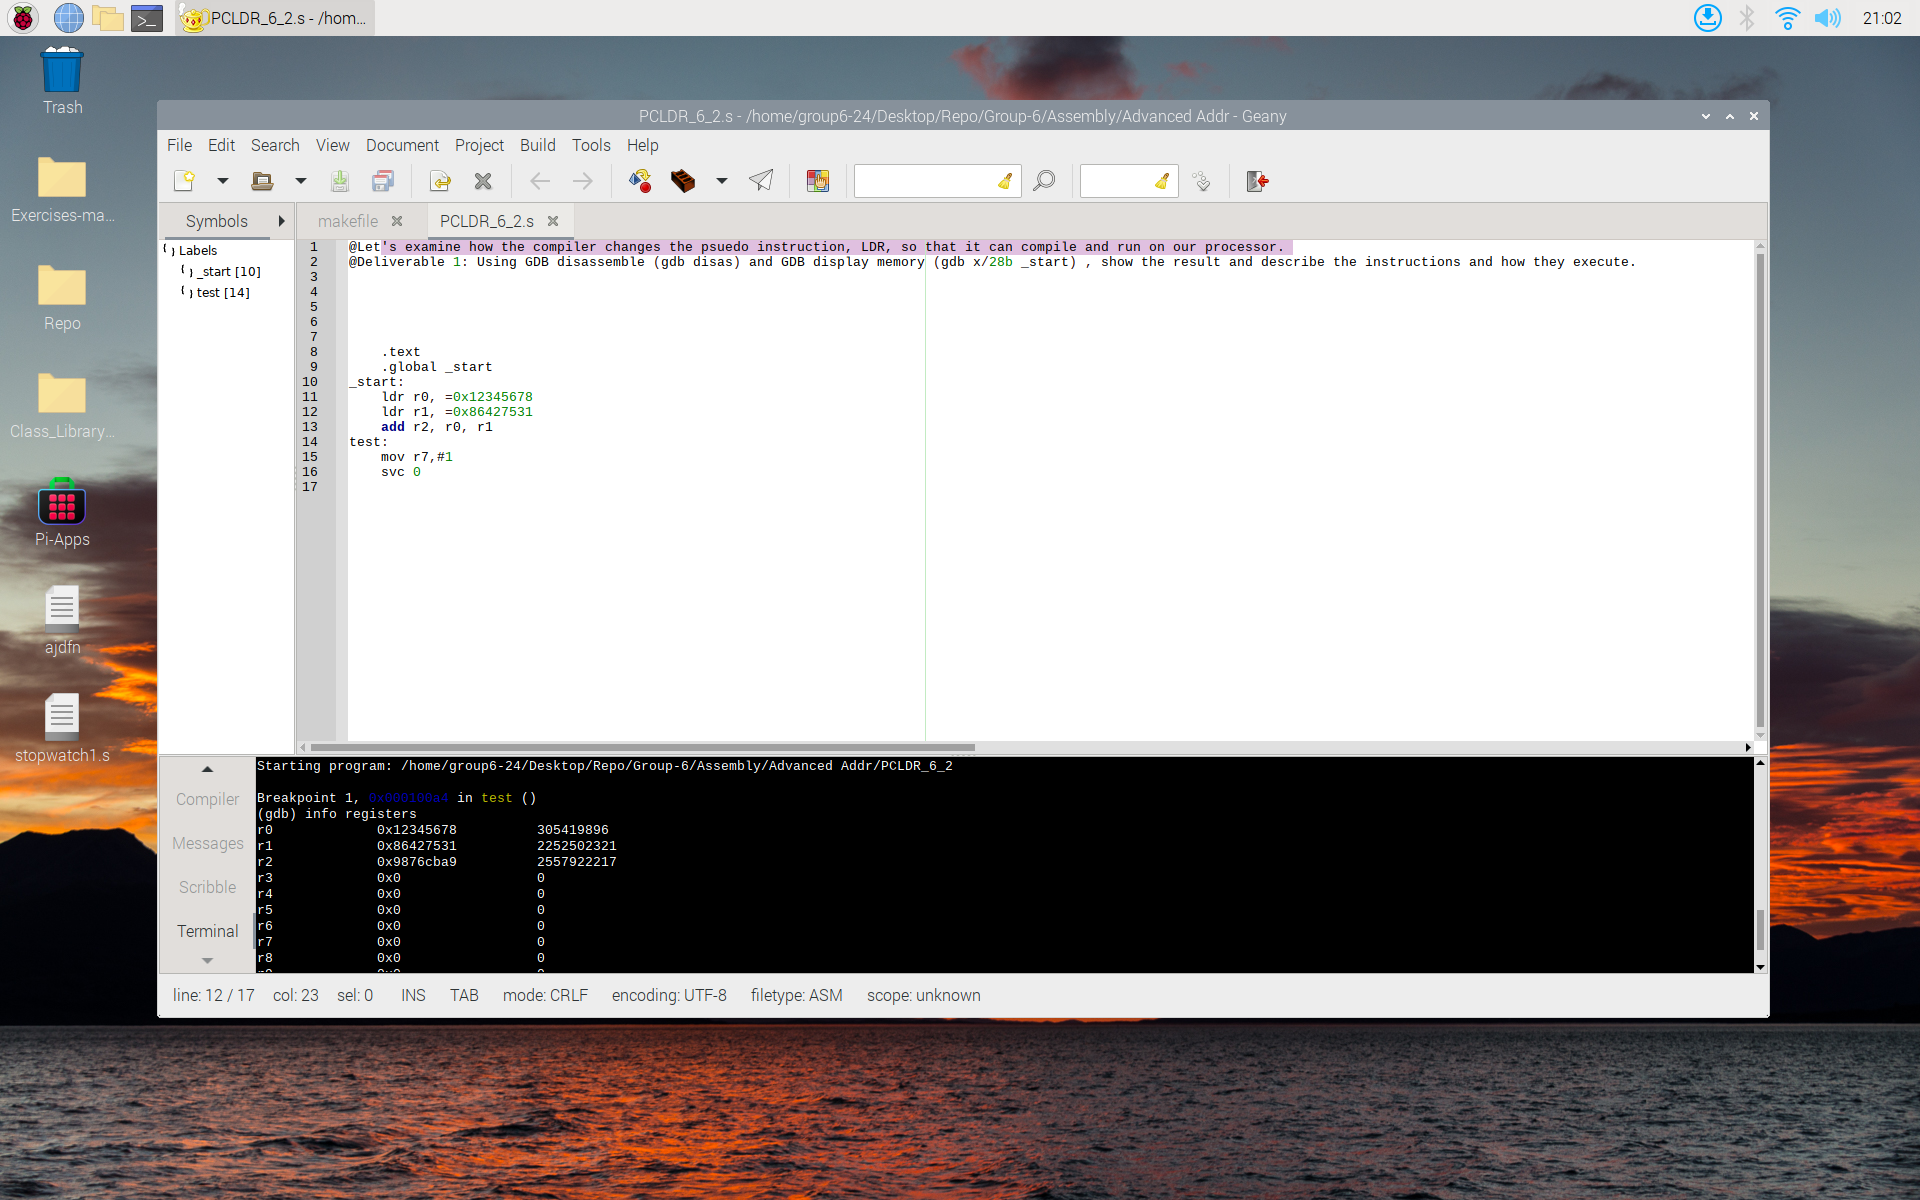 PCLDR_6_2.s - /hom...
21:02
Trash
Exercises-ma...
Repo
Class_Library...
Pi-Apps
ajdfn
stopwatch1.s
PCLDR_6_2.s - /home/group6-24/Desktop/Repo/Group-6/Assembly/Advanced Addr - Geany
File Edit Search View Document Project Build Tools Help
Symbols
makefile
PCLDR_6_2.s
Labels
_start [10]
test [14]
1 @Let's examine how the compiler changes the psuedo instruction, LDR, so that it can compile and run on our processor.
2 @Deliverable 1: Using GDB disassemble (gdb disas) and GDB display memory (gdb x/28b _start) , show the result and describe the instructions and how they execute.
3
4
5
6
7
8 .text
9 .global _start
10 _start:
11 ldr r0, =0x12345678
12 ldr r1, =0x86427531
13 add r2, r0, r1
14 test:
15 mov r7,#1
16 svc 0
17
Compiler
Messages
Scribble
Terminal
Starting program: /home/group6-24/Desktop/Repo/Group-6/Assembly/Advanced Addr/PCLDR_6_2
Breakpoint 1, 0x000100a4 in test ()
(gdb) info registers
r0 0x12345678 305419896
r1 0x86427531 2252502321
r2 0x9876cba9 2557922217
r3 0x0 0
r4 0x0 0
r5 0x0 0
r6 0x0 0
r7 0x0 0
r8 0x0 0
line: 12 / 17 col: 23 sel: 0 INS TAB mode: CRLF encoding: UTF-8 filetype: ASM scope: unknown